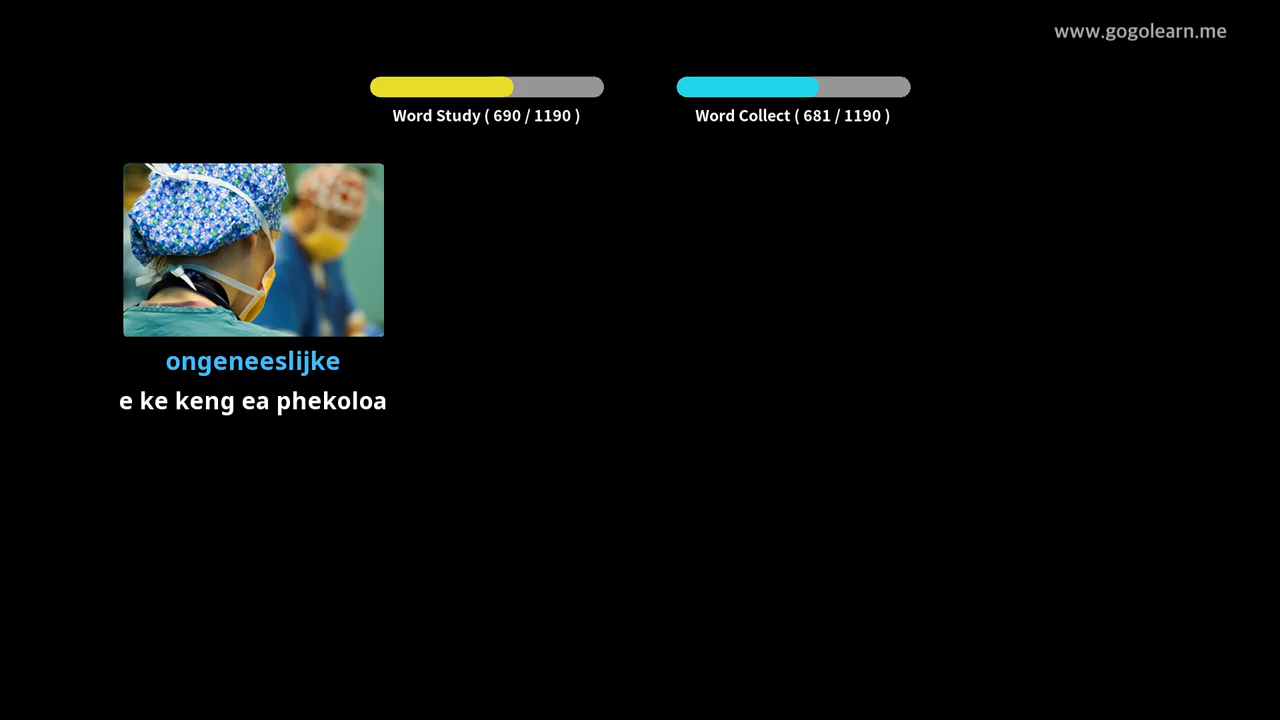 www.gogolearn.me
Word Study ( 690 / 1190 )
Word Collect ( 681 / 1190 )
ongeneeslijke
e ke keng ea phekoloa